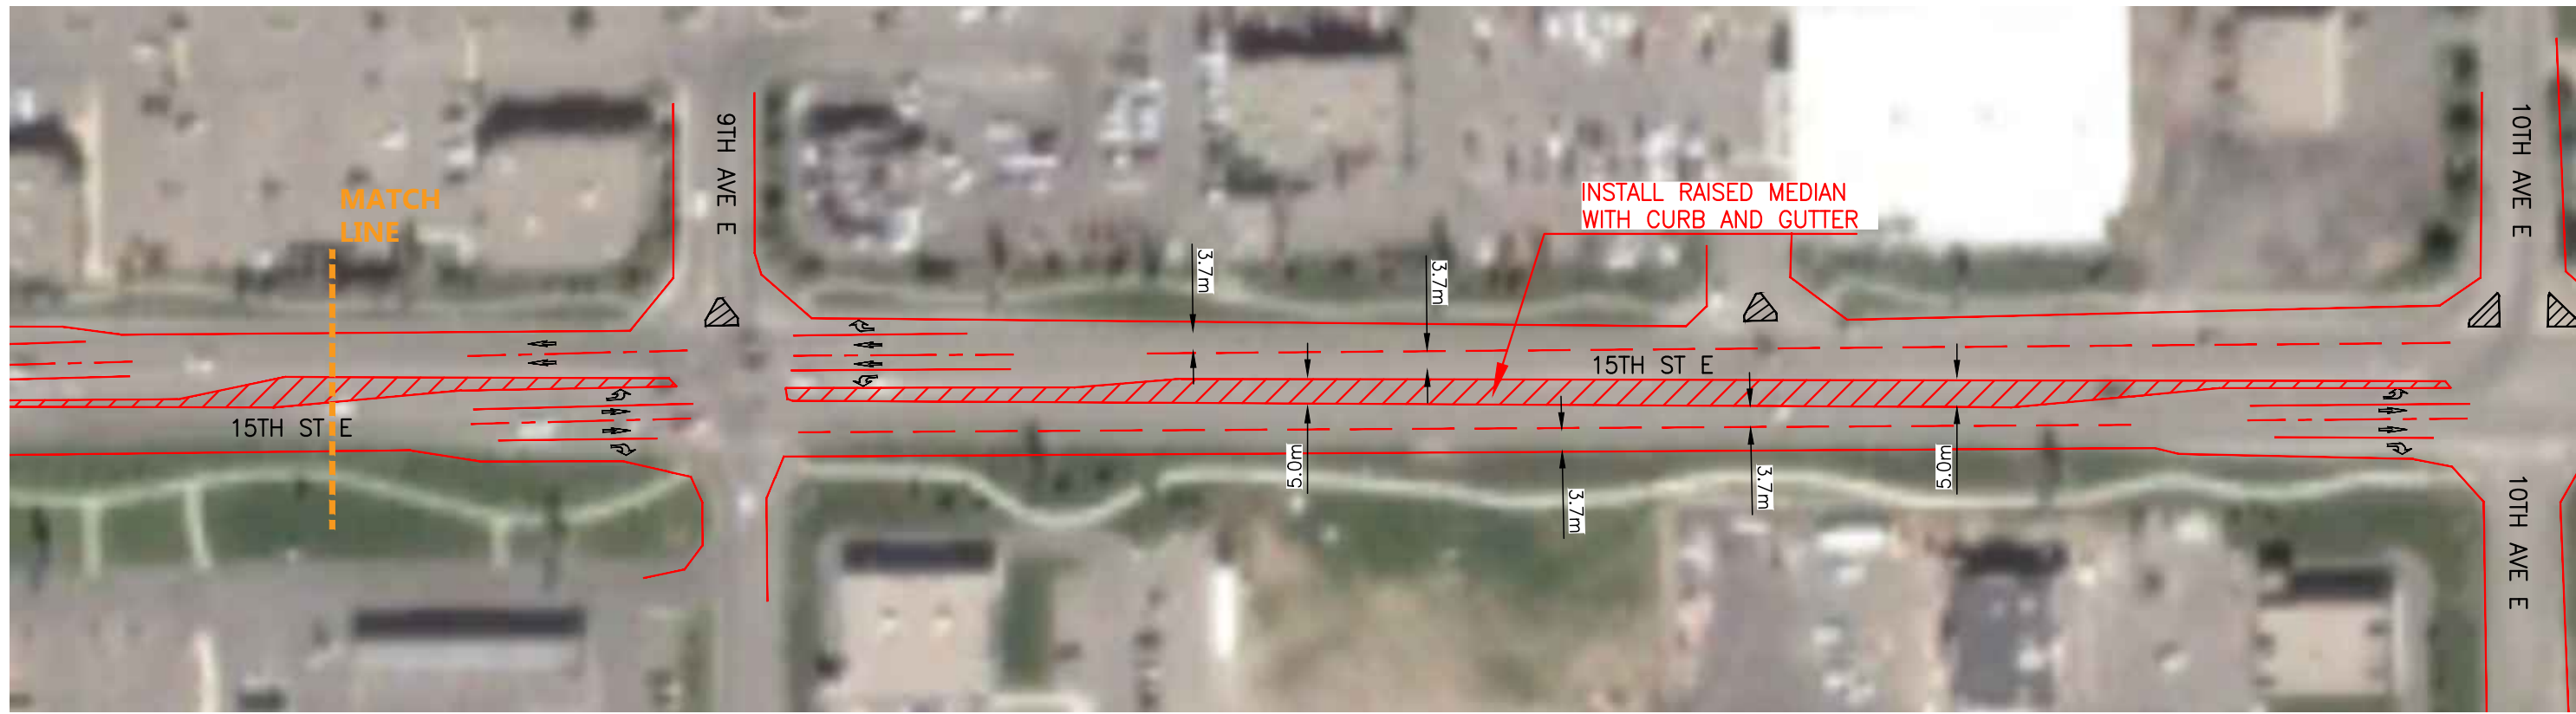 MATCH
LINE
9TH AVE E
INSTALL RAISED MEDIAN
WITH CURB AND GUTTER
10TH AVE E
3.7m
3.7m
15TH ST E
15TH ST E
5.0m
3.7m
3.7m
5.0m
10TH AVE E